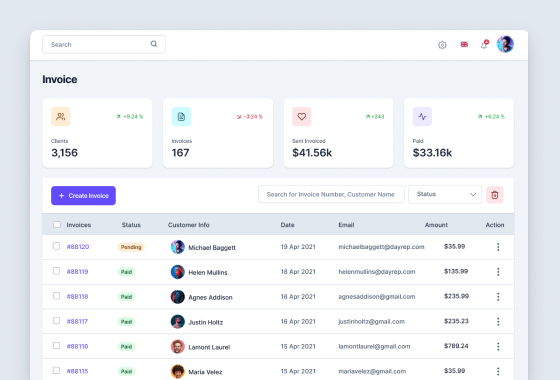 Search
Invoice
+9.24 %
-3.24 %
+243
+6.24 %
Clients
Invoices
Sent Invoiced
Paid
3,156
167
$41.56k
$33.16k
+ Create Invoice
Search for Invoice Number, Customer Name
Status
Invoices Status Customer Info Date Email Amount Action
#88120 Pending Michael Baggett 19 Apr 2021 michaelbaggett@dayrep.com $35.99
#88119 Paid Helen Mullins 18 Apr 2021 helenmullins@dayrep.com $135.99
#88118 Paid Agnes Addison 16 Apr 2021 agnesaddison@gmail.com $235.99
#88117 Paid Justin Holtz 16 Apr 2021 justinholtz@gmail.com $235.23
#88116 Paid Lamont Laurel 15 Apr 2021 lamontlaurel@gmail.com $789.24
#88115 Paid Maria Velez 15 Apr 2021 mariavelez@gmail.com $35.99